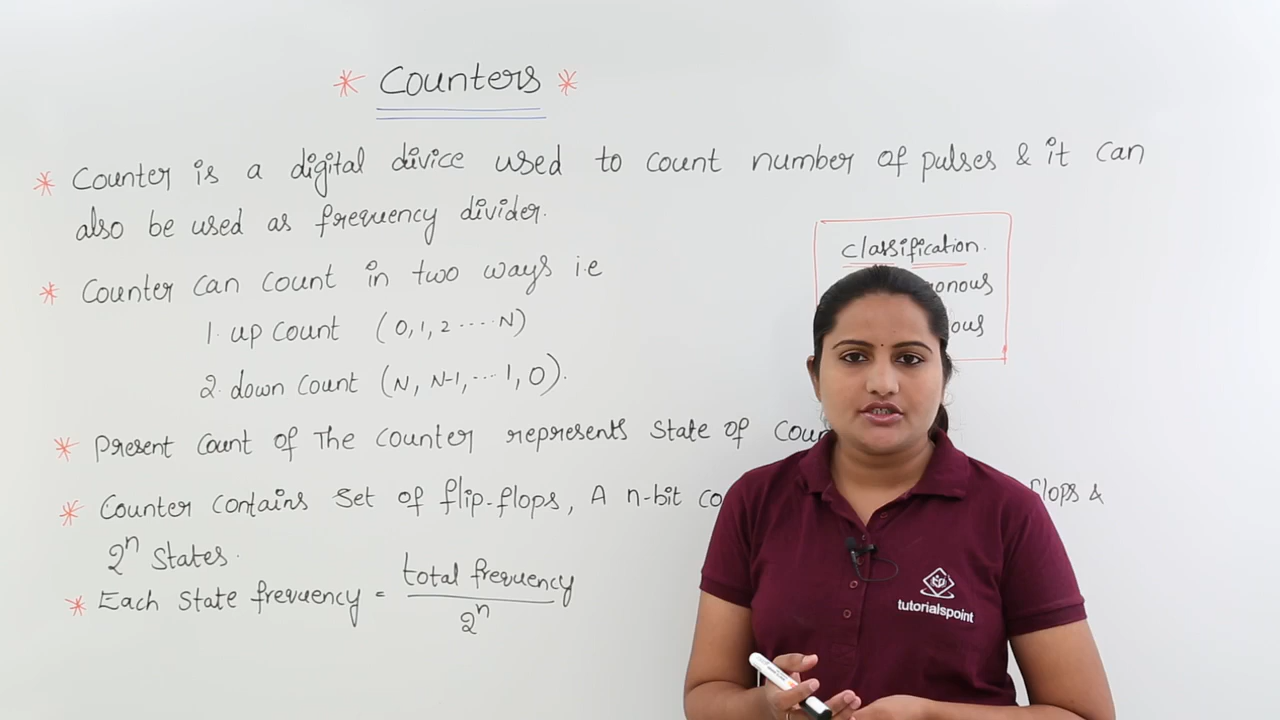 * Counters *
* Counter is a digital divice used to count number of pulses & it can
also be used as frequency divider.
classification.
* Counter can count in two ways i.e
1. up count (0, 1, 2 ..... N)
2. down count (N, N-1, ... 1, 0).
* Present count of The counter represents State of
* Counter contains set of flip-flops, A n-bit flops &
2^n states.
* Each state frequency = total frequency
2^n
tutorialspoint